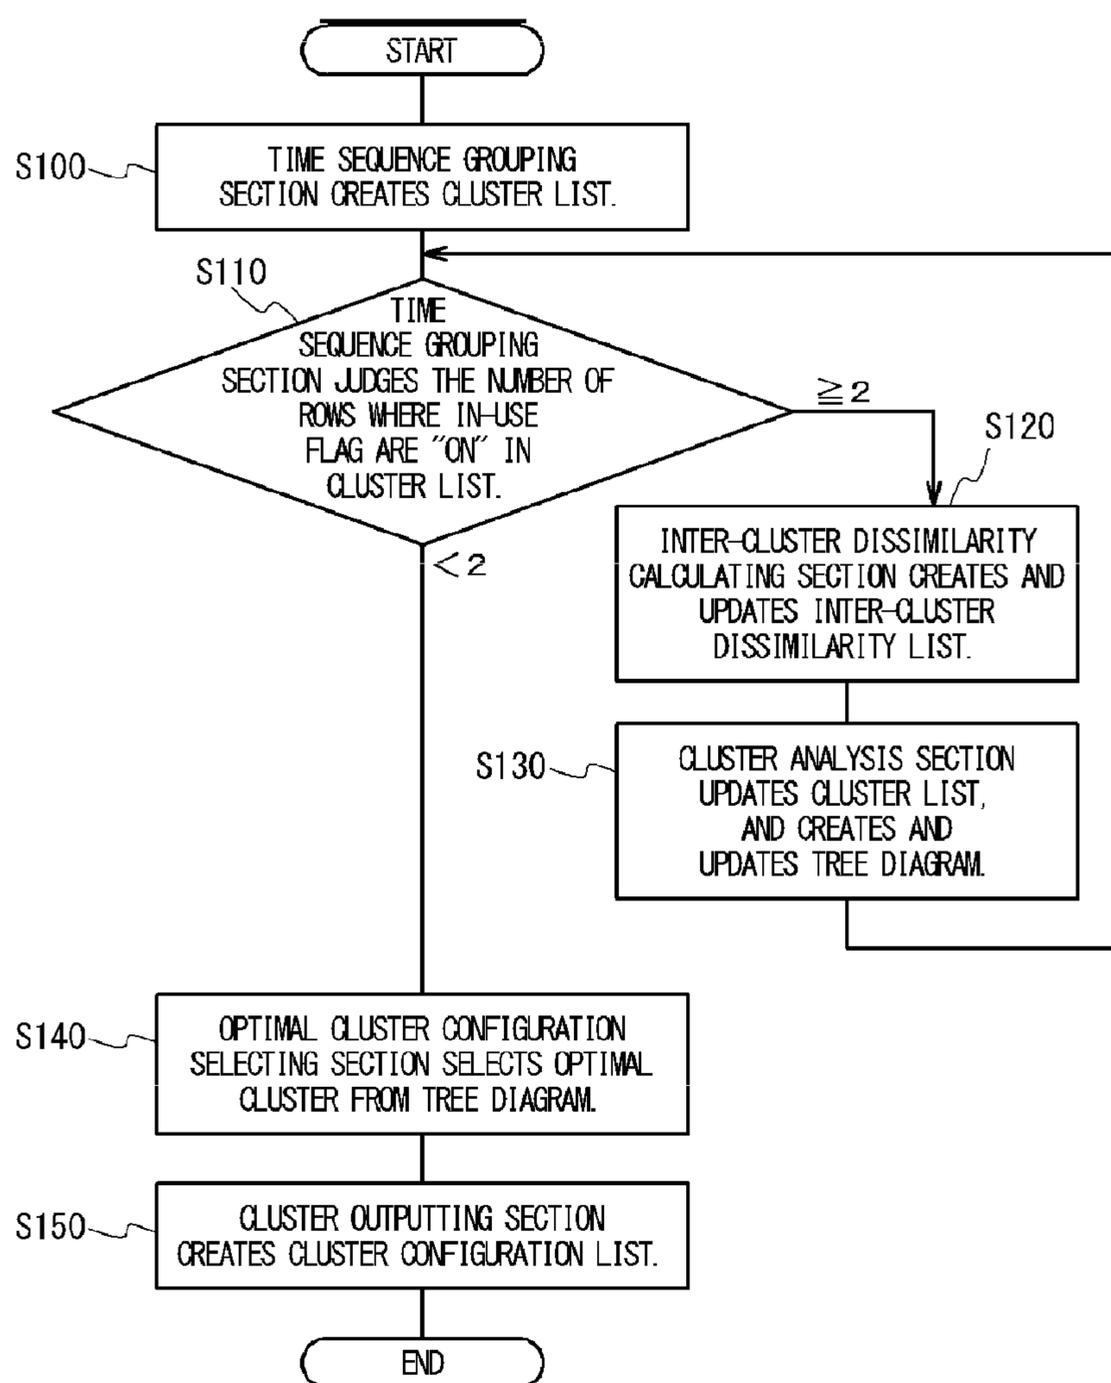 START
S100
TIME SEQUENCE GROUPING
SECTION CREATES CLUSTER LIST.
S110
TIME
SEQUENCE GROUPING
SECTION JUDGES THE NUMBER OF
ROWS WHERE IN-USE
FLAG ARE "ON" IN
CLUSTER LIST.
≧2
<2
S120
INTER-CLUSTER DISSIMILARITY
CALCULATING SECTION CREATES AND
UPDATES INTER-CLUSTER
DISSIMILARITY LIST.
S130
CLUSTER ANALYSIS SECTION
UPDATES CLUSTER LIST,
AND CREATES AND
UPDATES TREE DIAGRAM.
S140
OPTIMAL CLUSTER CONFIGURATION
SELECTING SECTION SELECTS OPTIMAL
CLUSTER FROM TREE DIAGRAM.
S150
CLUSTER OUTPUTTING SECTION
CREATES CLUSTER CONFIGURATION LIST.
END